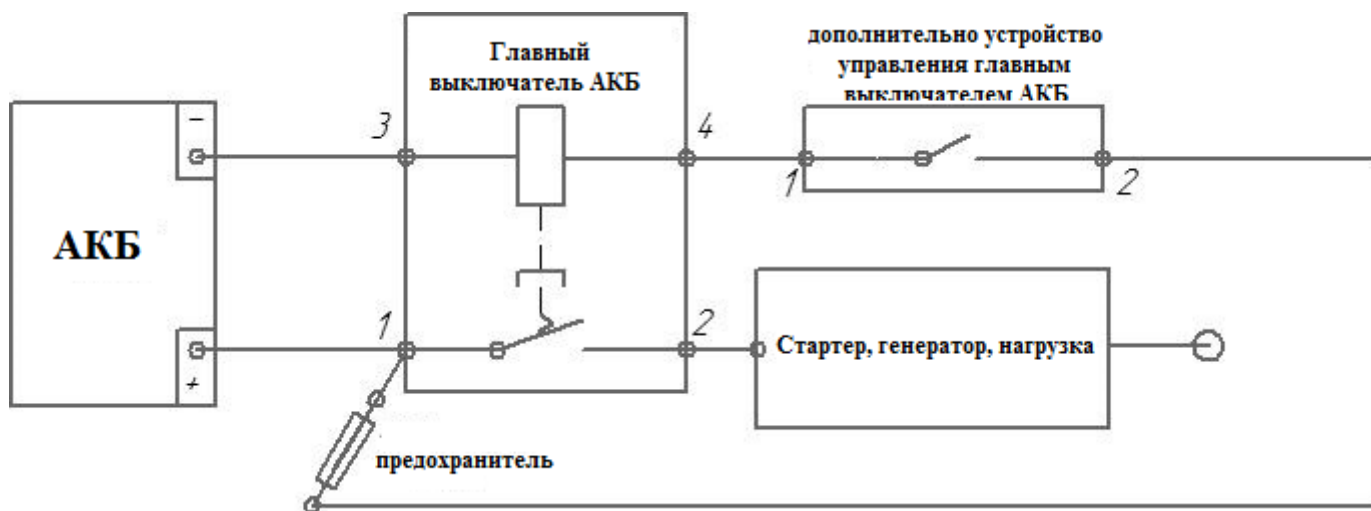 Главный
выключатель АКБ
дополнительно устройство
управления главным
выключателем АКБ
–
3
4
1
2
АКБ
1
2
Стартер, генератор, нагрузка
+
предохранитель